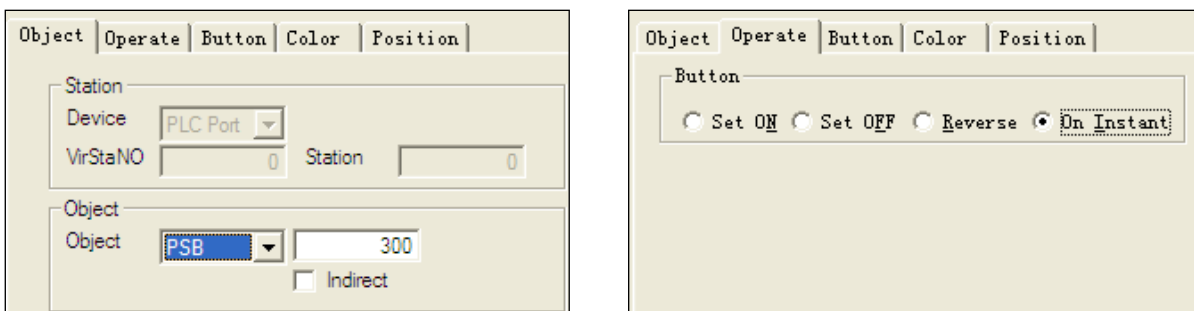 Object Operate Button Color Position
Station
Device PLC Port
VirStaNO 0 Station 0
Object
Object PSB 300
Indirect
Object Operate Button Color Position
Button
Set ON Set OFF Reverse On Instant